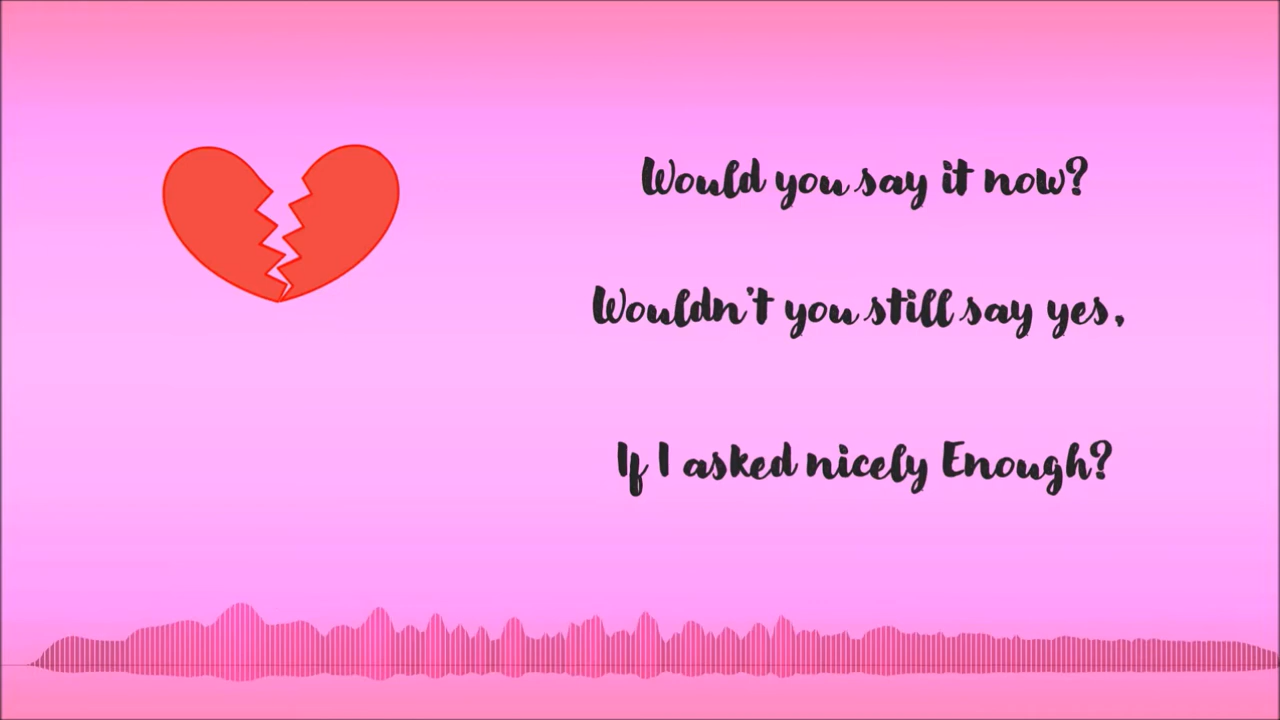 Would you say it now?
Wouldn't you still say yes,
If I asked nicely Enough?